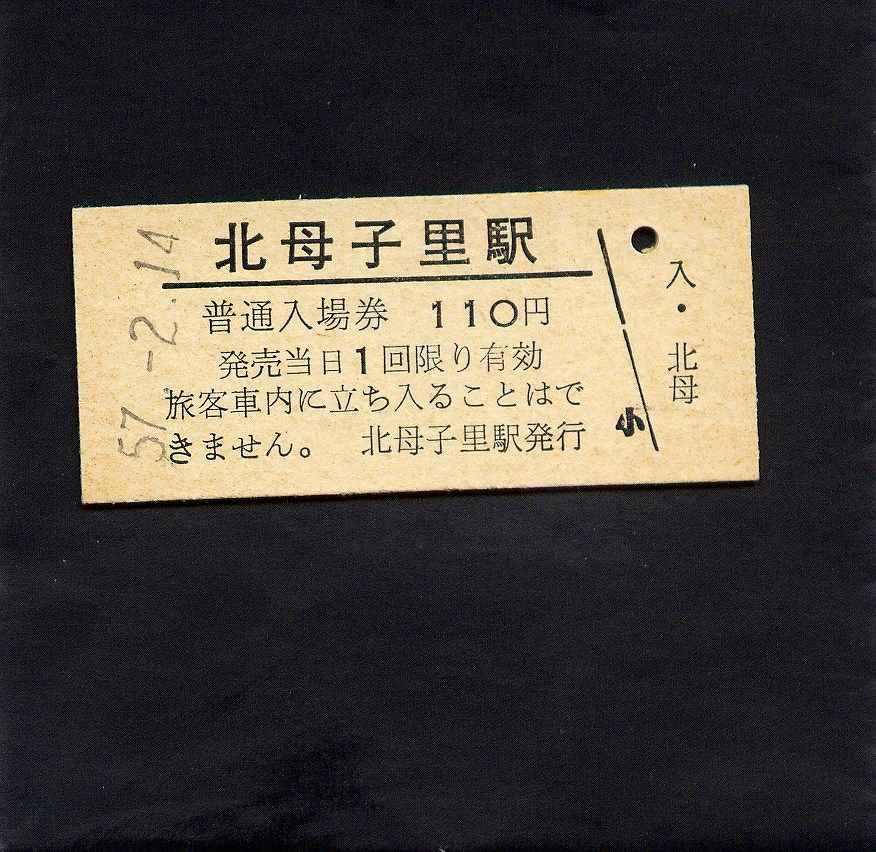 北母子里駅
普通入場券 110円
発売当日1回限り有効
旅客車内に立ち入ることはで
きません。 北母子里駅発行
57.-2.14
小
入・北母